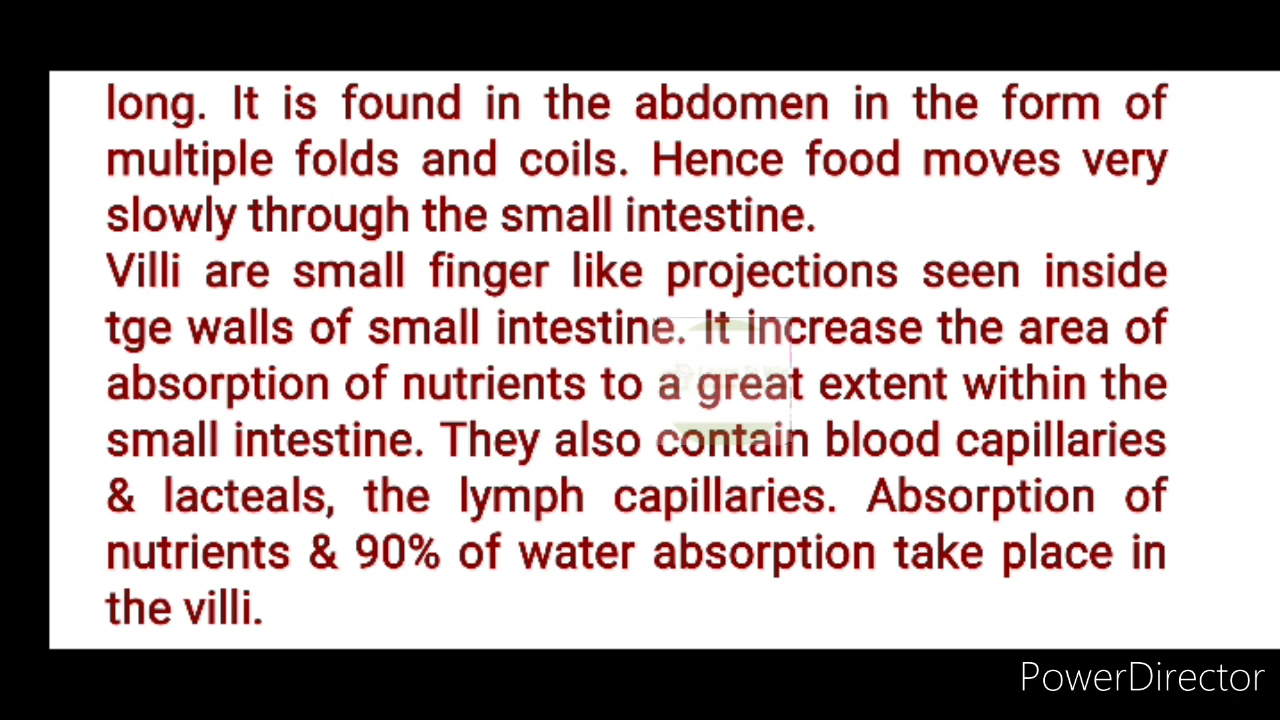 long. It is found in the abdomen in the form of
multiple folds and coils. Hence food moves very
slowly through the small intestine.
Villi are small finger like projections seen inside
tge walls of small intestine. It increase the area of
absorption of nutrients to a great extent within the
small intestine. They also contain blood capillaries
& lacteals, the lymph capillaries. Absorption of
nutrients & 90% of water absorption take place in
the villi.
PowerDirector